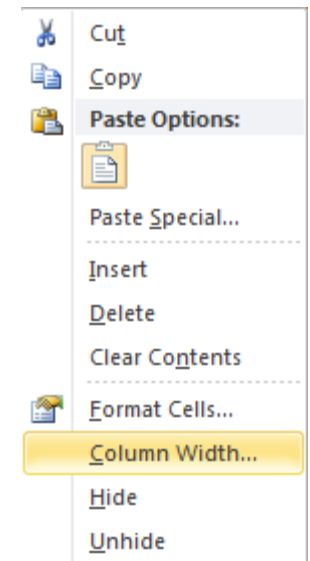 Cut
Copy
Paste Options:
Paste Special...
Insert
Delete
Clear Contents
Format Cells...
Column Width...
Hide
Unhide